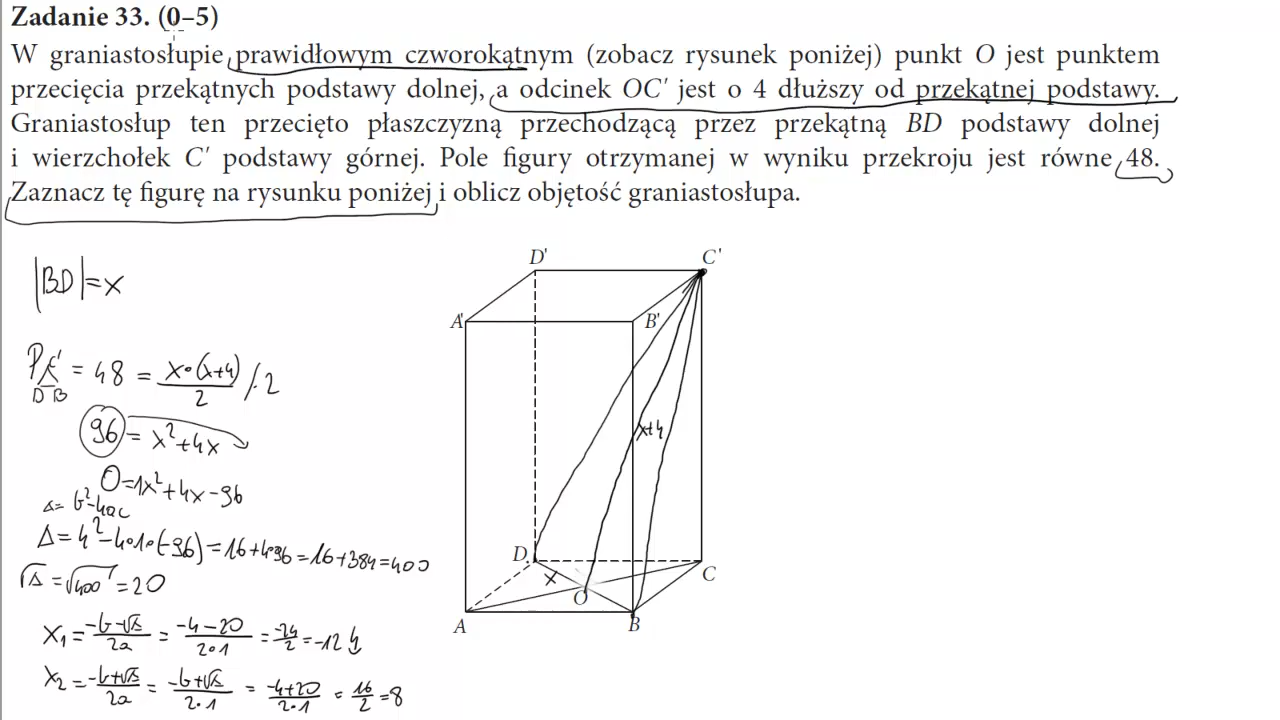 Zadanie 33. (0–5)
W graniastosłupie prawidłowym czworokątnym (zobacz rysunek poniżej) punkt O jest punktem
przecięcia przekątnych podstawy dolnej, a odcinek OC' jest o 4 dłuższy od przekątnej podstawy.
Graniastosłup ten przecięto płaszczyzną przechodzącą przez przekątną BD podstawy dolnej
i wierzchołek C' podstawy górnej. Pole figury otrzymanej w wyniku przekroju jest równe 48.
Zaznacz tę figurę na rysunku poniżej i oblicz objętość graniastosłupa.
|BD|=x
D'
C'
A'
B'
P = 48 = x·(x+4)/2 /·2
C'
D B
96 = x²+4x
x+4
0=1x²+4x-96
Δ= b²-4ac
Δ=4²-4·1·(-96)=16+4·96=16+384=400
√Δ=√400=20
D
x
O
C
A
B
x₁=(-b-√Δ)/2a = (-4-20)/2·1 = -24/2 = -12
x₂=(-b+√Δ)/2a = (-b+√Δ)/2·1 = (-4+20)/2·1 = 16/2 = 8